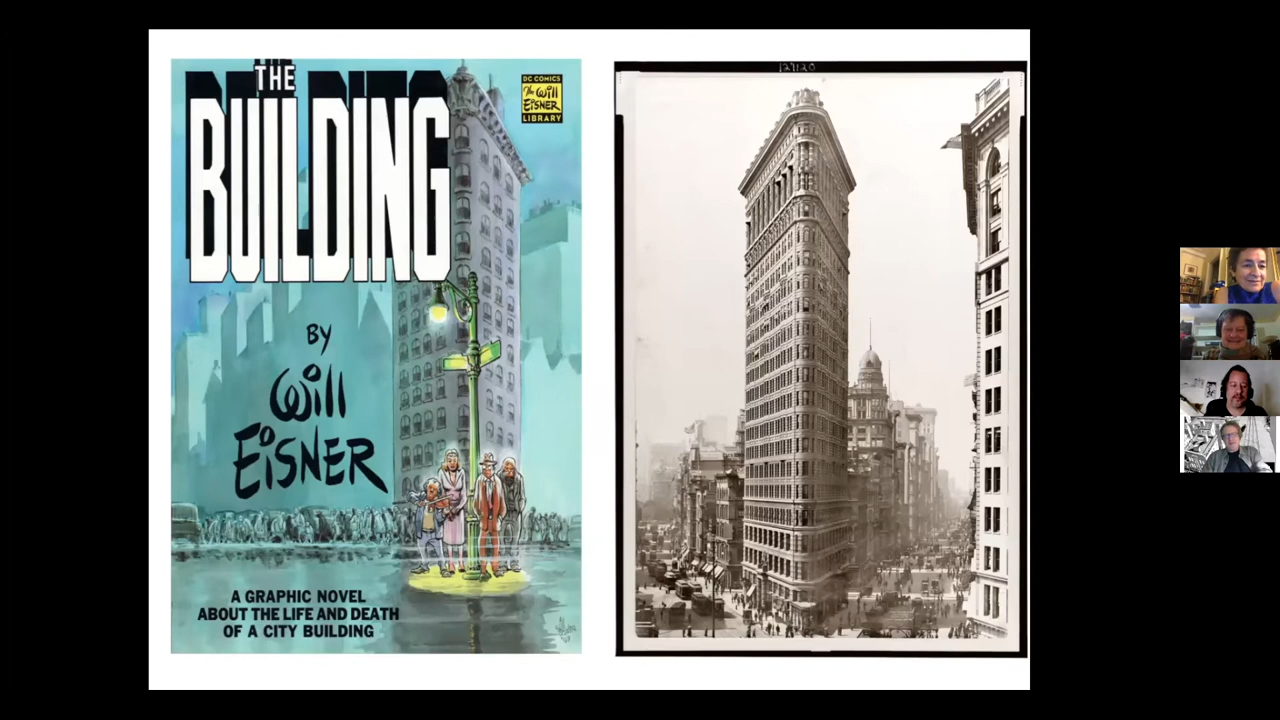 THE
BUILDING
DC COMICS
The Will
EISNER
LIBRARY
BY
Will
EISNER
A GRAPHIC NOVEL
ABOUT THE LIFE AND DEATH
OF A CITY BUILDING